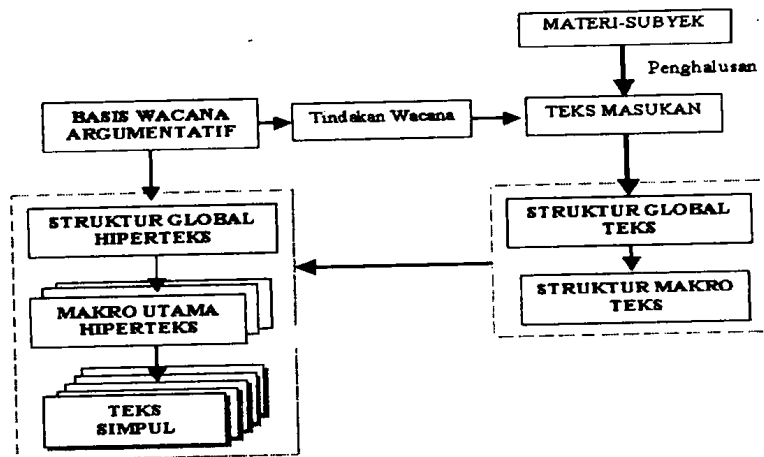 MATERI-SUBYEK
Penghalusan
BASIS WACANA
ARGUMENTATIF
Tindakan Wacana
TEKS MASUKAN
STRUKTUR GLOBAL
HIPERTEKS
STRUKTUR GLOBAL
TEKS
MAKRO UTAMA
HIPERTEKS
STRUKTUR MAKRO
TEKS
TEKS
SIMPUL